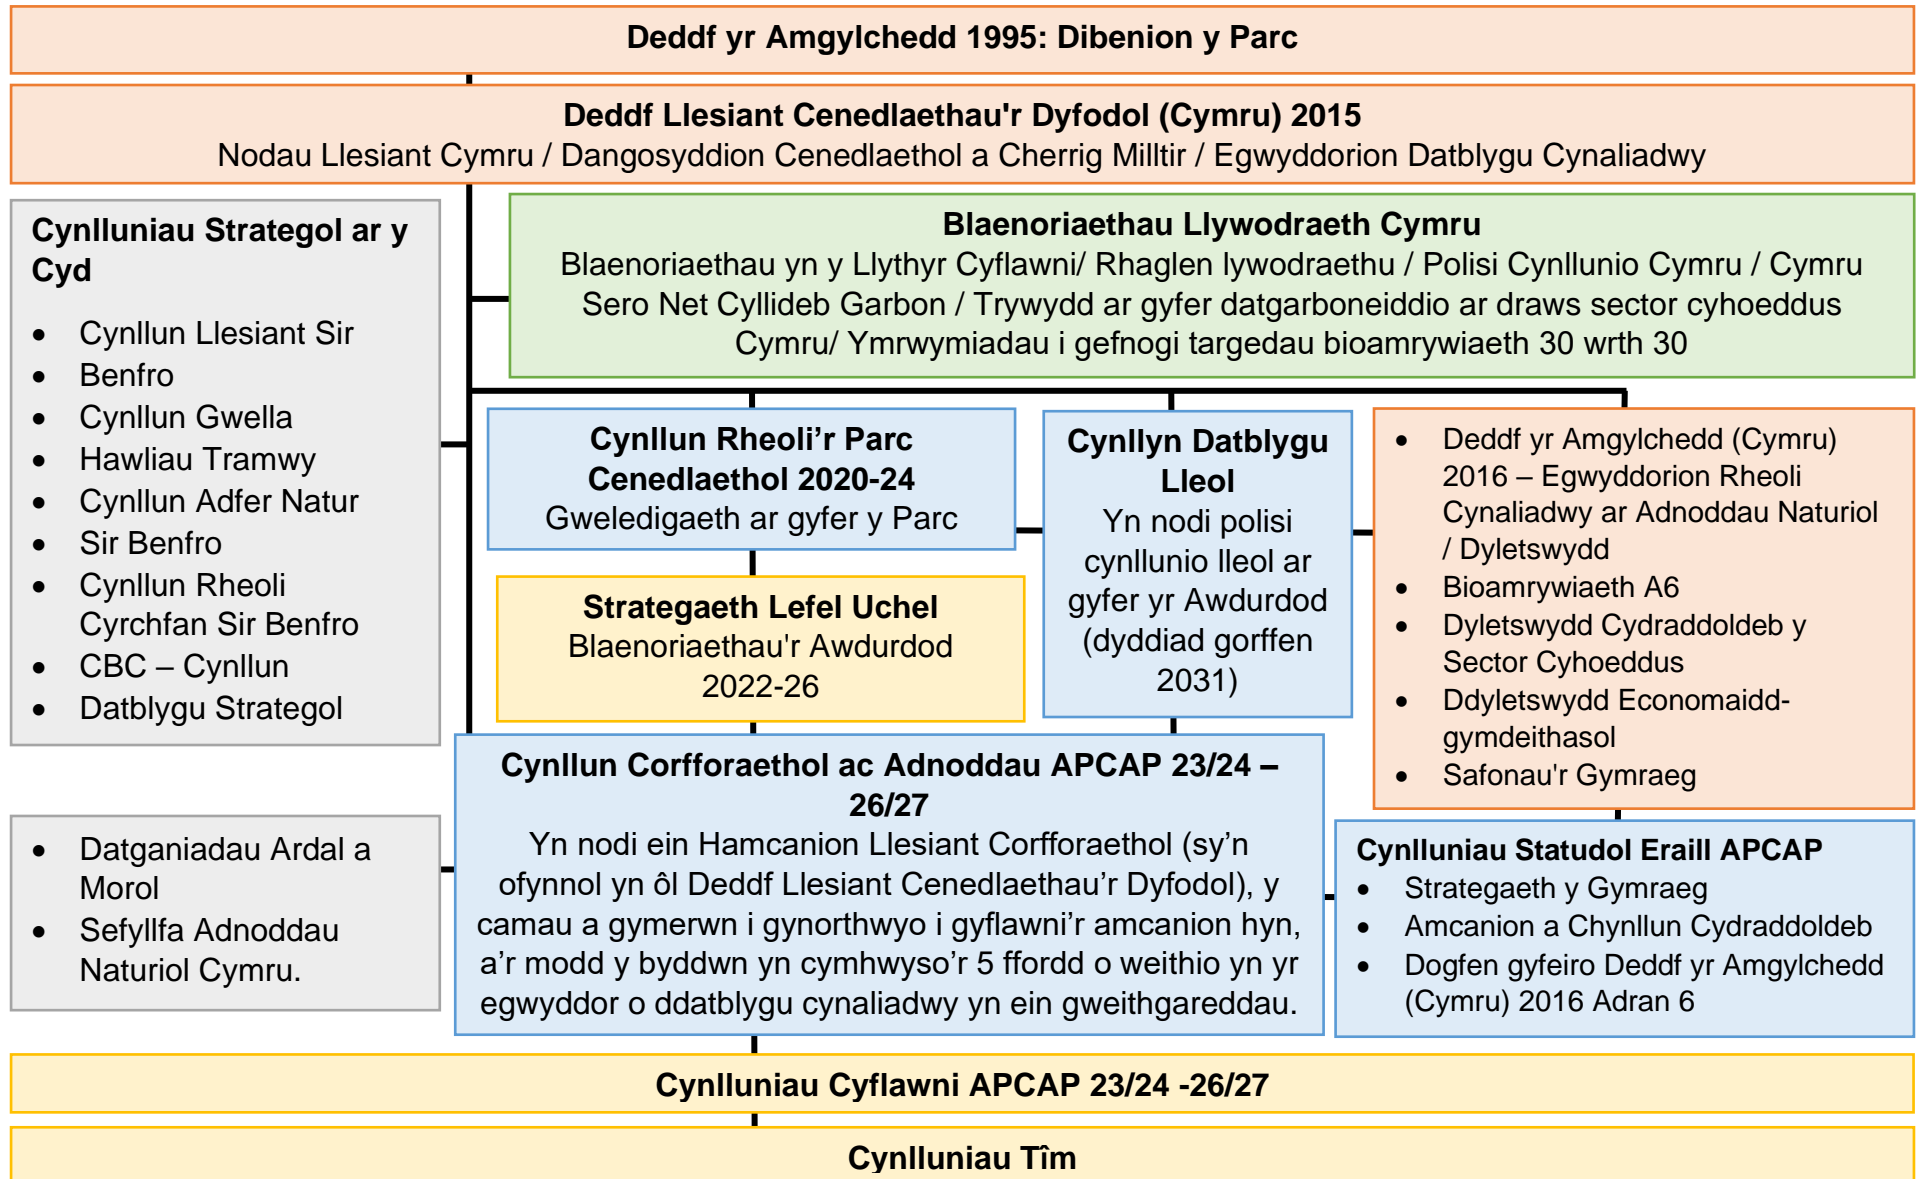 Deddf yr Amgylchedd 1995: Dibenion y Parc
Deddf Llesiant Cenedlaethau'r Dyfodol (Cymru) 2015
Nodau Llesiant Cymru / Dangosyddion Cenedlaethol a Cherrig Milltir / Egwyddorion Datblygu Cynaliadwy
Cynlluniau Strategol ar y
Cyd
• Cynllun Llesiant Sir
• Benfro
• Cynllun Gwella
• Hawliau Tramwy
• Cynllun Adfer Natur
• Sir Benfro
• Cynllun Rheoli
Cyrchfan Sir Benfro
• CBC – Cynllun
• Datblygu Strategol
Blaenoriaethau Llywodraeth Cymru
Blaenoriaethau yn y Llythyr Cyflawni/ Rhaglen lywodraethu / Polisi Cynllunio Cymru / Cymru
Sero Net Cyllideb Garbon / Trywydd ar gyfer datgarboneiddio ar draws sector cyhoeddus
Cymru/ Ymrwymiadau i gefnogi targedau bioamrywiaeth 30 wrth 30
Cynllun Rheoli’r Parc
Cenedlaethol 2020-24
Gweledigaeth ar gyfer y Parc
Cynllyn Datblygu
Lleol
Yn nodi polisi
cynllunio lleol ar
gyfer yr Awdurdod
(dyddiad gorffen
2031)
• Deddf yr Amgylchedd (Cymru)
2016 – Egwyddorion Rheoli
Cynaliadwy ar Adnoddau Naturiol
/ Dyletswydd
• Bioamrywiaeth A6
• Dyletswydd Cydraddoldeb y
Sector Cyhoeddus
• Ddyletswydd Economaidd-
gymdeithasol
• Safonau'r Gymraeg
Strategaeth Lefel Uchel
Blaenoriaethau'r Awdurdod
2022-26
Cynllun Corfforaethol ac Adnoddau APCAP 23/24 –
26/27
Yn nodi ein Hamcanion Llesiant Corfforaethol (sy’n
ofynnol yn ôl Deddf Llesiant Cenedlaethau’r Dyfodol), y
camau a gymerwn i gynorthwyo i gyflawni’r amcanion hyn,
a’r modd y byddwn yn cymhwyso’r 5 ffordd o weithio yn yr
egwyddor o ddatblygu cynaliadwy yn ein gweithgareddau.
• Datganiadau Ardal a
Morol
• Sefyllfa Adnoddau
Naturiol Cymru.
Cynlluniau Statudol Eraill APCAP
• Strategaeth y Gymraeg
• Amcanion a Chynllun Cydraddoldeb
• Dogfen gyfeiro Deddf yr Amgylchedd
(Cymru) 2016 Adran 6
Cynlluniau Cyflawni APCAP 23/24 -26/27
Cynlluniau Tîm